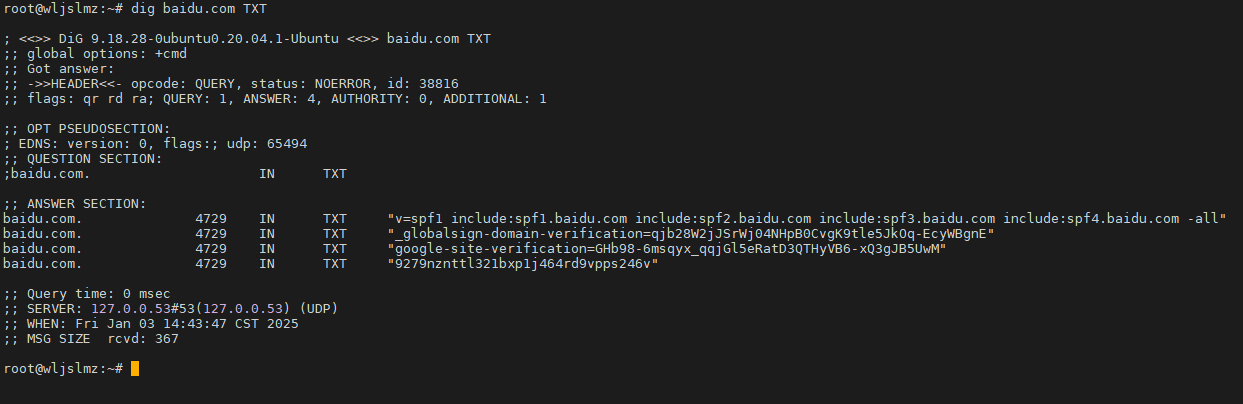 root@wljslmz:~# dig baidu.com TXT
; <<>> DiG 9.18.28-0ubuntu0.20.04.1-Ubuntu <<>> baidu.com TXT
;; global options: +cmd
;; Got answer:
;; ->>HEADER<<- opcode: QUERY, status: NOERROR, id: 38816
;; flags: qr rd ra; QUERY: 1, ANSWER: 4, AUTHORITY: 0, ADDITIONAL: 1
;; OPT PSEUDOSECTION:
; EDNS: version: 0, flags:; udp: 65494
;; QUESTION SECTION:
;baidu.com. IN TXT
;; ANSWER SECTION:
baidu.com. 4729 IN TXT "v=spf1 include:spf1.baidu.com include:spf2.baidu.com include:spf3.baidu.com include:spf4.baidu.com -all"
baidu.com. 4729 IN TXT "_globalsign-domain-verification=qjb28W2jJSrWj04NHpB0CvgK9tle5JkOq-EcyWBgnE"
baidu.com. 4729 IN TXT "google-site-verification=GHb98-6msqyx_qqjGl5eRatD3QTHyVB6-xQ3gJB5UwM"
baidu.com. 4729 IN TXT "9279nznttl321bxp1j464rd9vpps246v"
;; Query time: 0 msec
;; SERVER: 127.0.0.53#53(127.0.0.53) (UDP)
;; WHEN: Fri Jan 03 14:43:47 CST 2025
;; MSG SIZE rcvd: 367
root@wljslmz:~#